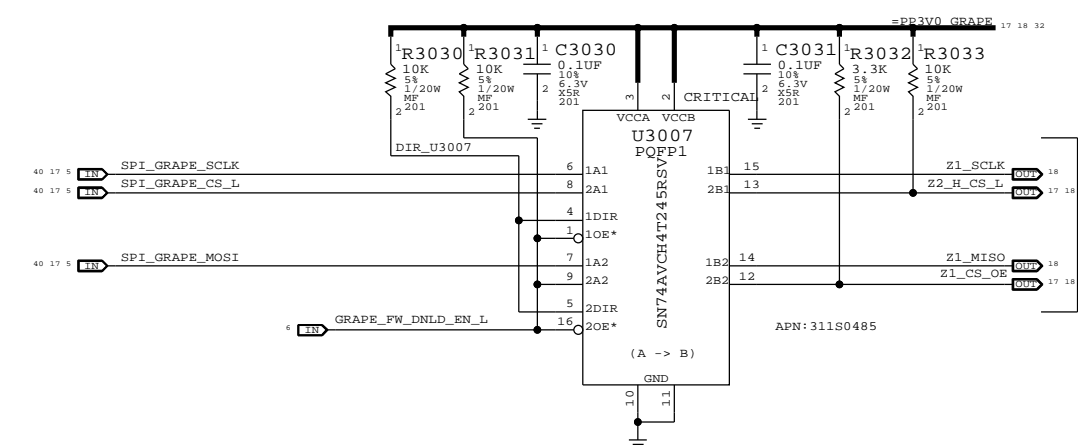 =PP3V0_GRAPE 17 18 32
1 R3030
10K
5%
1/20W
MF
2 201
1 R3031
10K
5%
1/20W
MF
2 201
1 C3030
0.1UF
10%
6.3V
2 X5R
201
1 C3031
0.1UF
10%
6.3V
2 X5R
201
1 R3032
3.3K
5%
1/20W
MF
2 201
1 R3033
10K
5%
1/20W
MF
2 201
3 2 CRITICAL
VCCA VCCB
U3007
PQFP1
SN74AVCH4T245RSV
DIR_U3007
40 17 5 IN SPI_GRAPE_SCLK 6 1A1
40 17 5 IN SPI_GRAPE_CS_L 8 2A1
4 1DIR
1 1OE*
40 17 5 IN SPI_GRAPE_MOSI 7 1A2
9 2A2
5 2DIR
6 IN GRAPE_FW_DNLD_EN_L 16 2OE*
1B1 15 Z1_SCLK OUT 18
2B1 13 Z2_H_CS_L OUT 17 18
1B2 14 Z1_MISO OUT 18
2B2 12 Z1_CS_OE OUT 17 18
APN:311S0485
(A -> B)
GND
10 11